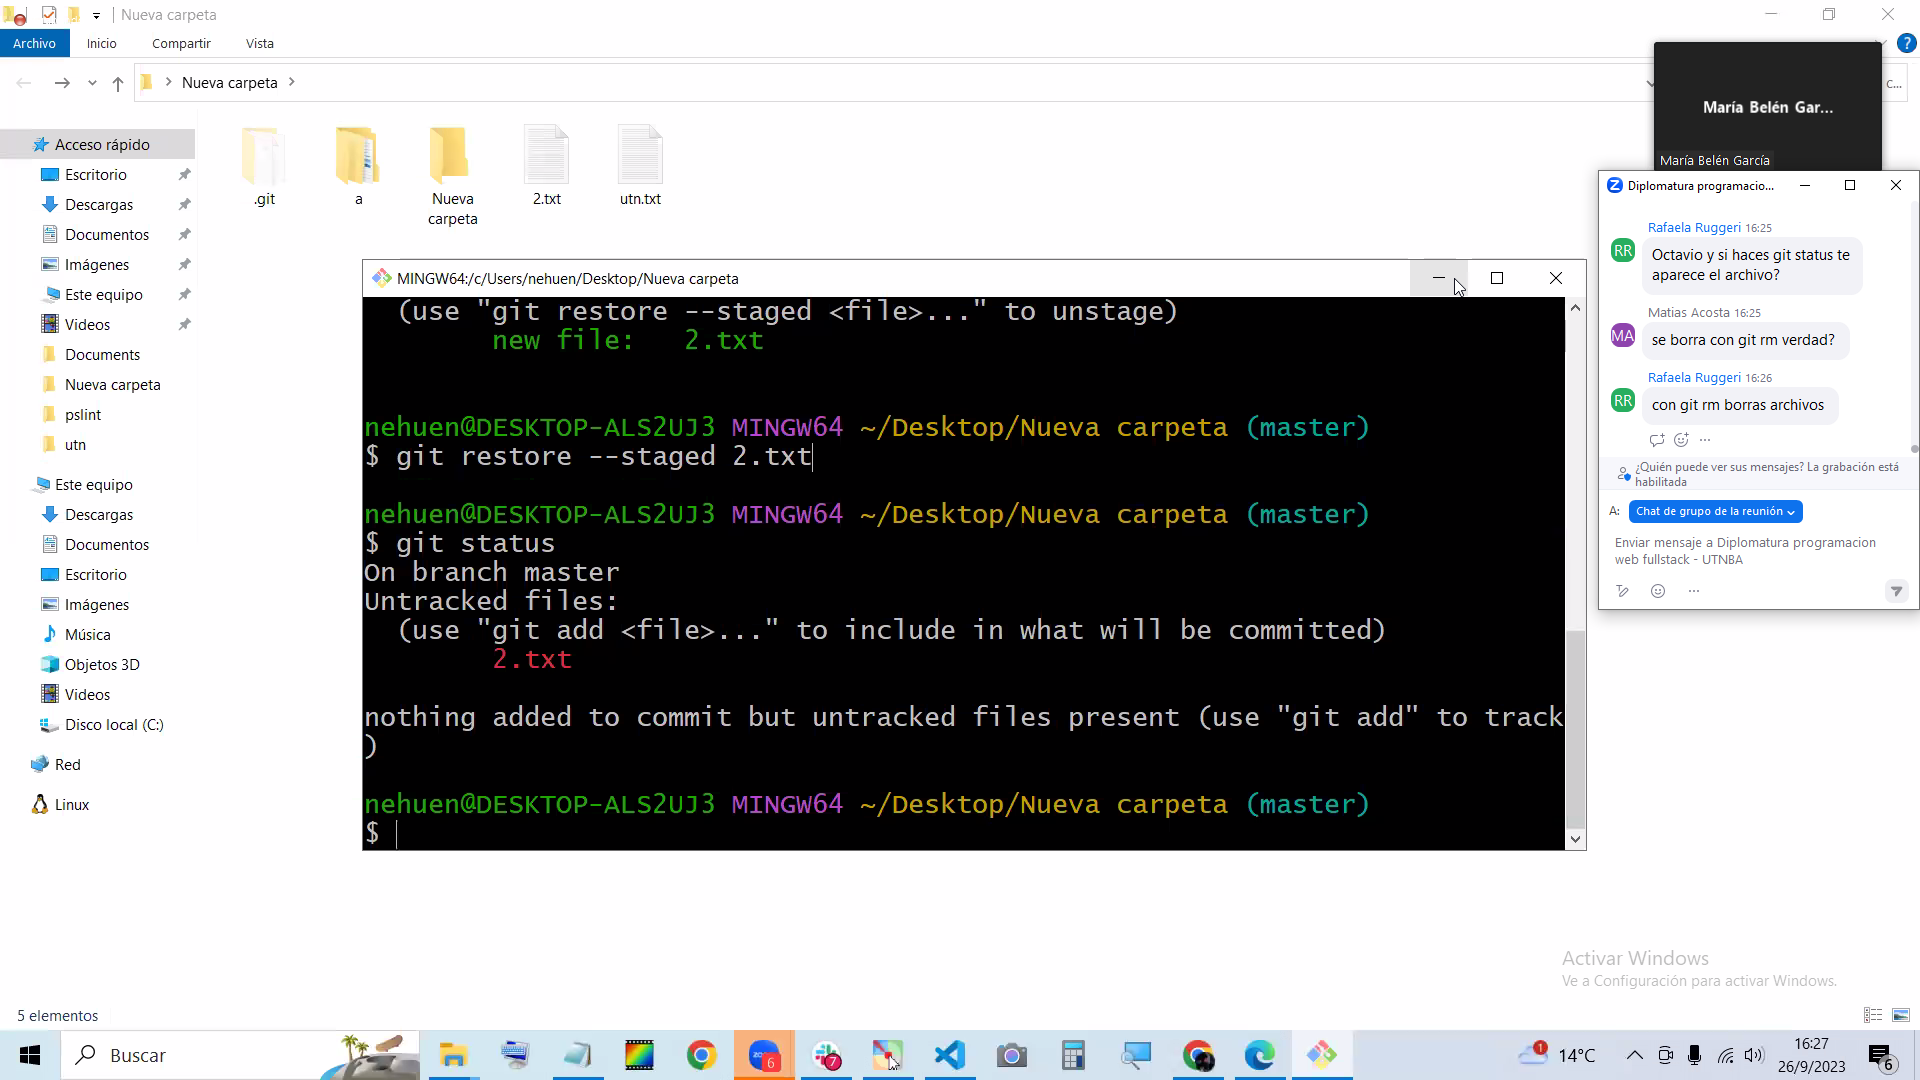 Nueva carpeta
Archivo
Inicio
Compartir
Vista
?
Nueva carpeta
c...
Acceso rápido
Escritorio
Descargas
Documentos
Imágenes
Este equipo
Videos
Documents
Nueva carpeta
pslint
utn
Este equipo
Descargas
Documentos
Escritorio
Imágenes
Música
Objetos 3D
Videos
Disco local (C:)
Red
Linux
.git
a
Nueva
carpeta
2.txt
utn.txt
MINGW64:/c/Users/nehuen/Desktop/Nueva carpeta
(use "git restore --staged <file>..." to unstage)
new file:   2.txt
nehuen@DESKTOP-ALS2UJ3 MINGW64 ~/Desktop/Nueva carpeta (master)
$ git restore --staged 2.txt
nehuen@DESKTOP-ALS2UJ3 MINGW64 ~/Desktop/Nueva carpeta (master)
$ git status
On branch master
Untracked files:
(use "git add <file>..." to include in what will be committed)
2.txt
nothing added to commit but untracked files present (use "git add" to track
)
nehuen@DESKTOP-ALS2UJ3 MINGW64 ~/Desktop/Nueva carpeta (master)
$
María Belén Gar...
María Belén García
Z
Diplomatura programacio...
Rafaela Ruggeri 16:25
RR
Octavio y si haces git status te
aparece el archivo?
Matias Acosta 16:25
MA
se borra con git rm verdad?
Rafaela Ruggeri 16:26
RR
con git rm borras archivos
¿Quién puede ver sus mensajes? La grabación está
habilitada
A:
Chat de grupo de la reunión
Enviar mensaje a Diplomatura programacion
web fullstack - UTNBA
Activar Windows
Ve a Configuración para activar Windows.
5 elementos
Buscar
zoom
6
7
1
14°C
16:27
26/9/2023
6